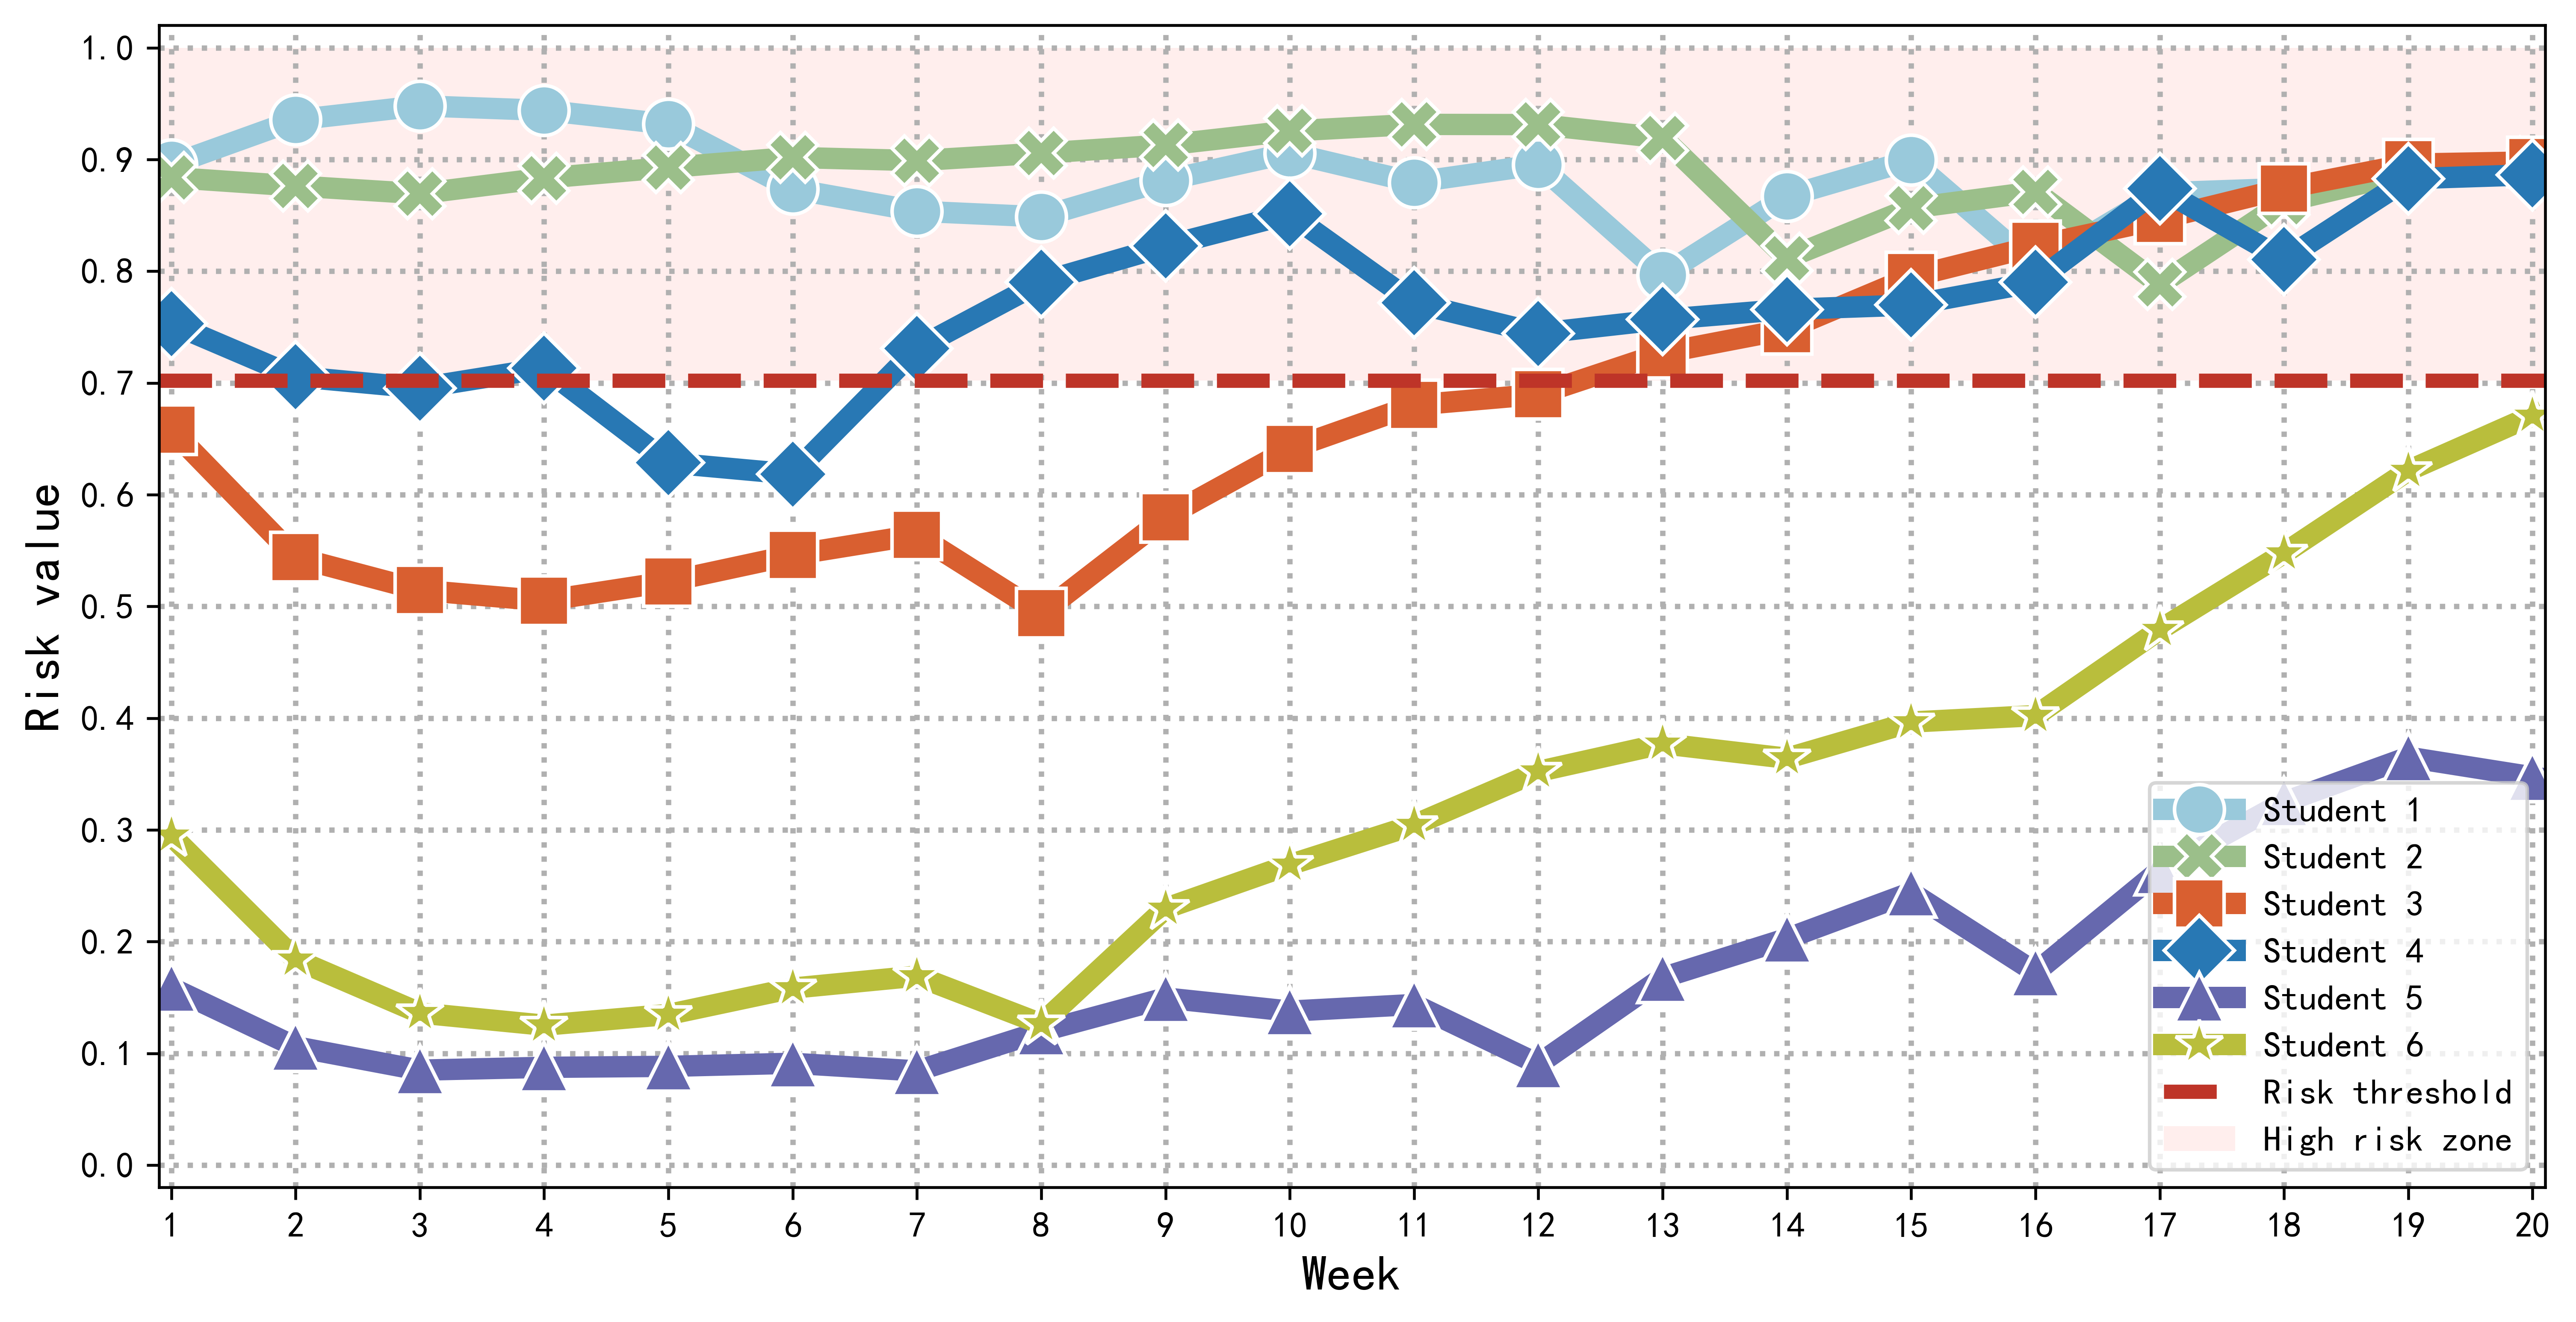 1.0
0.9
0.8
0.7
0.6
0.5
0.4
0.3
0.2
0.1
0.0
Risk value
Student 1
Student 2
Student 3
Student 4
Student 5
Student 6
Risk threshold
High risk zone
1 2 3 4 5 6 7 8 9 10 11 12 13 14 15 16 17 18 19 20
Week